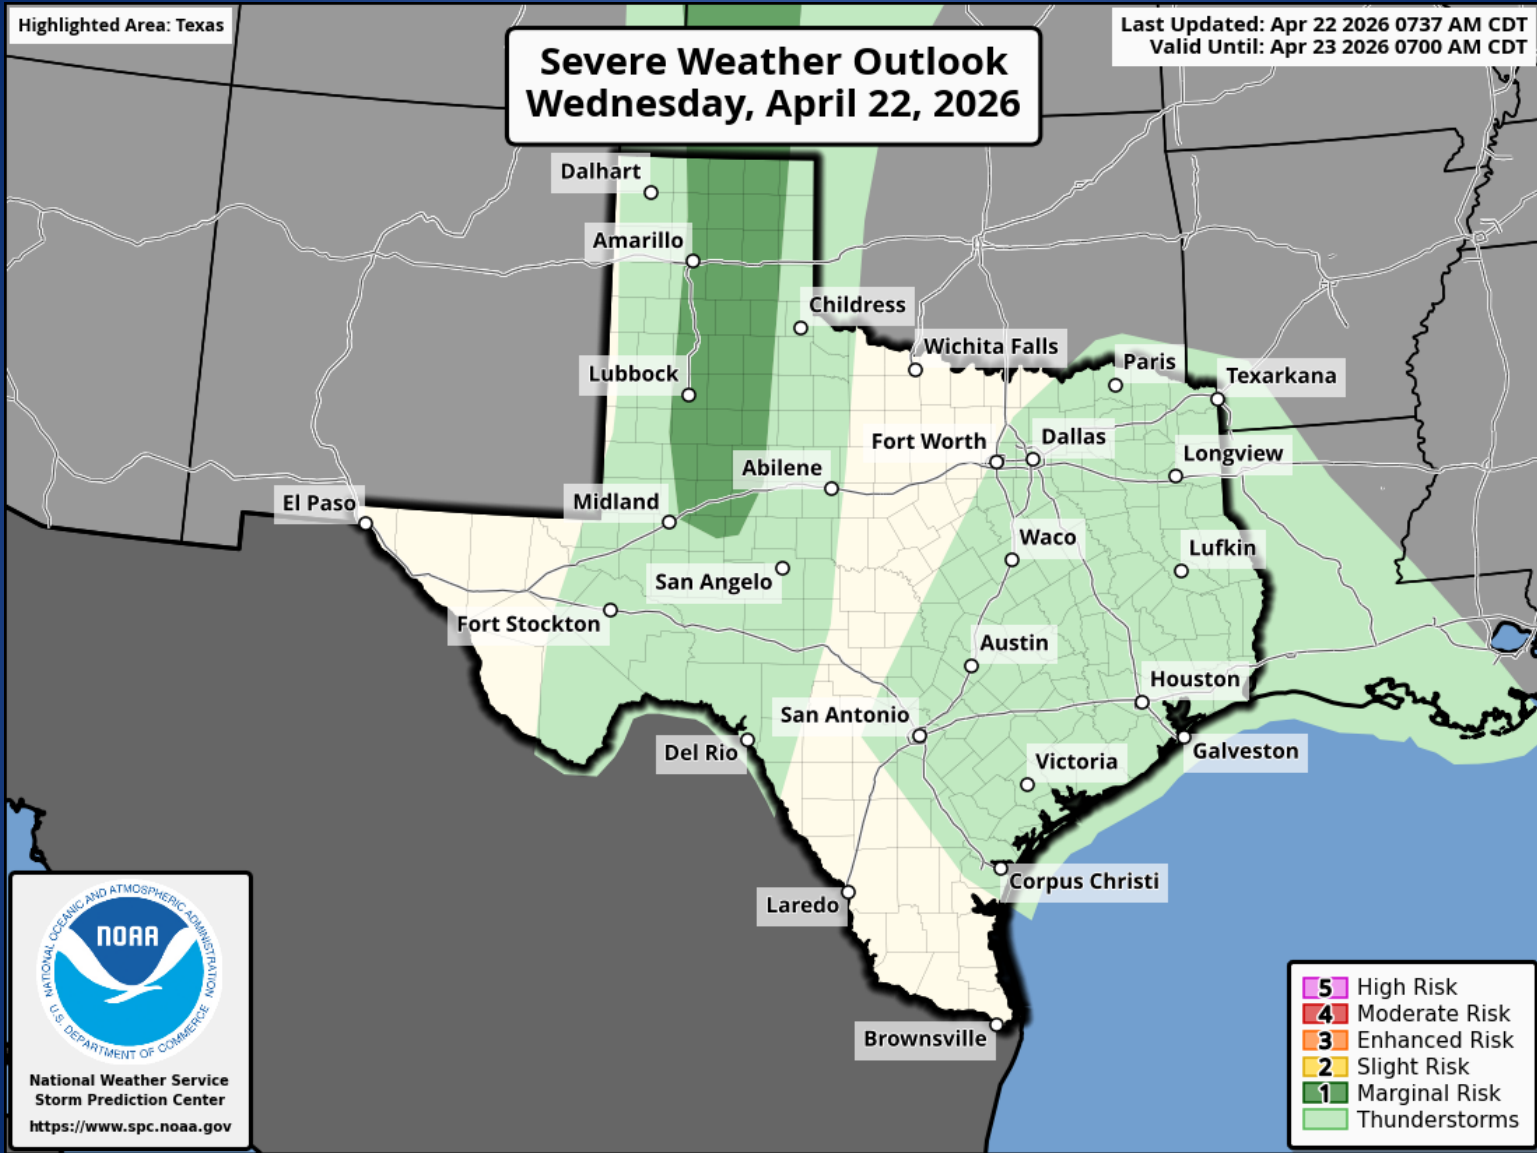 Highlighted Area: Texas
Severe Weather Outlook
Wednesday, April 22, 2026
Last Updated: Apr 22 2026 0737 AM CDT
Valid Until: Apr 23 2026 0700 AM CDT
Dalhart
Amarillo
Childress
Wichita Falls
Paris
Lubbock
Texarkana
Fort Worth
Dallas
Longview
Abilene
El Paso
Midland
Waco
Lufkin
San Angelo
Fort Stockton
Austin
Houston
San Antonio
Del Rio
Galveston
Victoria
Corpus Christi
Laredo
Brownsville
NATIONAL OCEANIC AND ATMOSPHERIC ADMINISTRATION
NOAA
U.S. DEPARTMENT OF COMMERCE
National Weather Service
Storm Prediction Center
https://www.spc.noaa.gov
5 High Risk
4 Moderate Risk
3 Enhanced Risk
2 Slight Risk
1 Marginal Risk
Thunderstorms